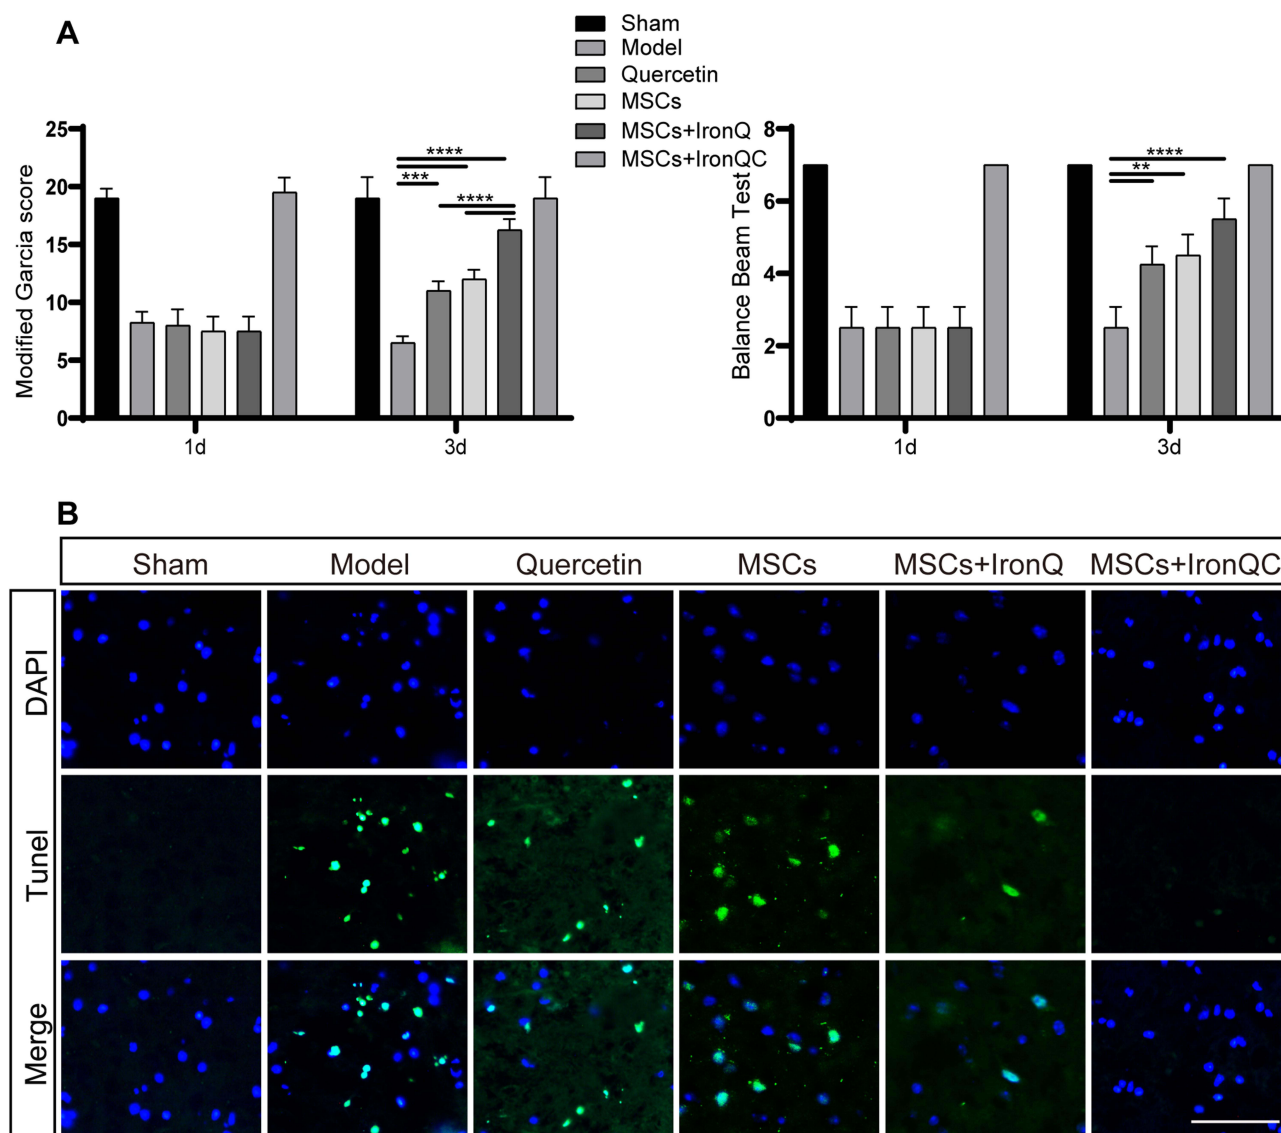 A
Sham
Model
Quercetin
MSCs
MSCs+IronQ
MSCs+IronQC
Modified Garcia score
25
20
15
10
5
0
****
***
****
1d
3d
Balance Beam Test
8
6
4
2
0
****
**
1d
3d
B
Sham Model Quercetin MSCs MSCs+IronQ MSCs+IronQC
DAPI
Tunel
Merge